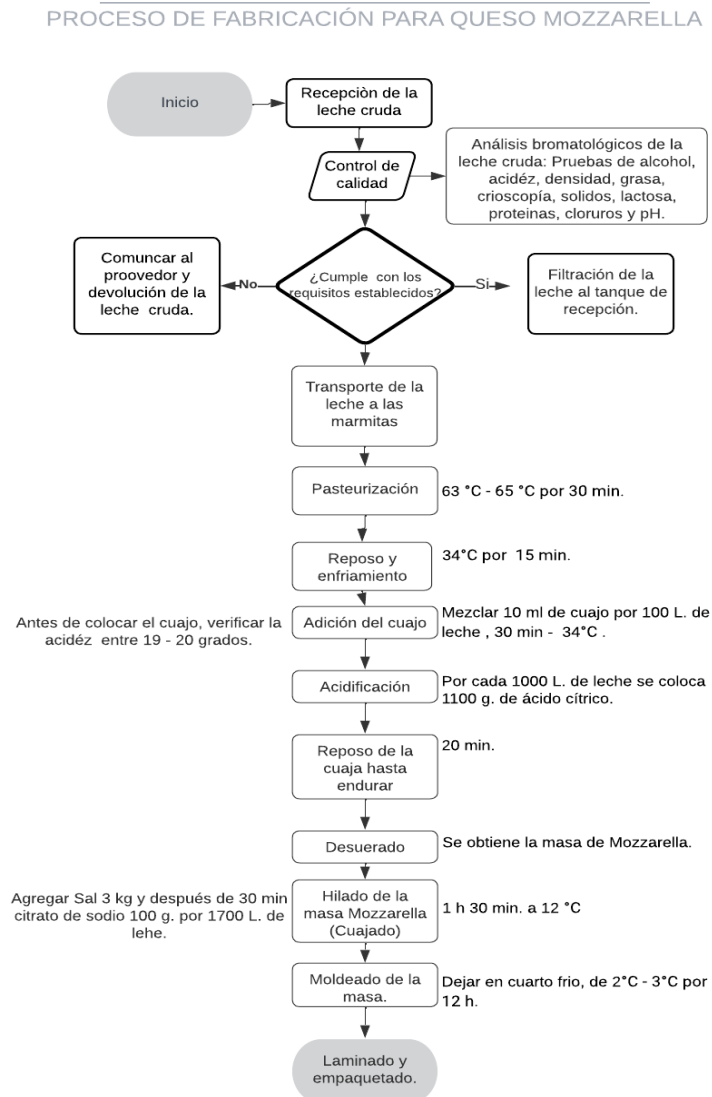 PROCESO DE FABRICACIÓN PARA QUESO MOZZARELLA
Inicio
Recepciòn de la
leche cruda
Control de
calidad
Análisis bromatológicos de la
leche cruda: Pruebas de alcohol,
acidéz, densidad, grasa,
crioscopía, solidos, lactosa,
proteinas, cloruros y pH.
Comuncar al
proovedor y
devolución de la
leche cruda.
No
¿Cumple con los
requisitos establecidos?
Si
Filtración de la
leche al tanque de
recepción.
Transporte de la
leche a las
marmitas
Pasteurización
63 °C - 65 °C por 30 min.
Reposo y
enfriamiento
34°C por 15 min.
Antes de colocar el cuajo, verificar la
acidéz entre 19 - 20 grados.
Adición del cuajo
Mezclar 10 ml de cuajo por 100 L. de
leche , 30 min - 34°C .
Acidificación
Por cada 1000 L. de leche se coloca
1100 g. de ácido cítrico.
Reposo de la
cuaja hasta
endurar
20 min.
Desuerado
Se obtiene la masa de Mozzarella.
Agregar Sal 3 kg y después de 30 min
citrato de sodio 100 g. por 1700 L. de
lehe.
Hilado de la
masa Mozzarella
(Cuajado)
1 h 30 min. a 12 °C
Moldeado de la
masa.
Dejar en cuarto frio, de 2°C - 3°C por
12 h.
Laminado y
empaquetado.